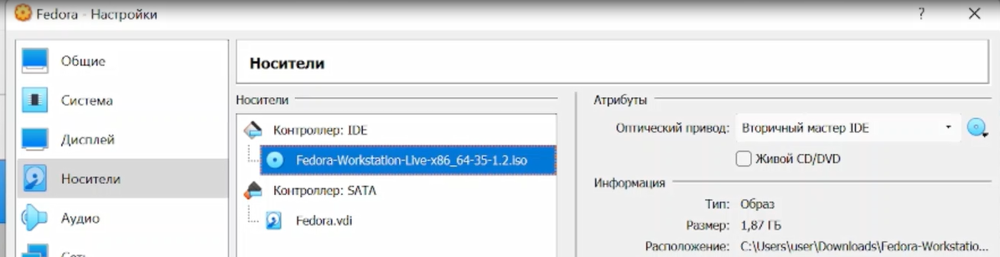 Fedora - Настройки
?
Общие
Система
Дисплей
Носители
Аудио
Сеть
Носители
Носители
Контроллер: IDE
Fedora-Workstation-Live-x86_64-35-1.2.iso
Контроллер: SATA
Fedora.vdi
Атрибуты
Оптический привод: Вторичный мастер IDE
Живой CD/DVD
Информация
Тип: Образ
Размер: 1,87 ГБ
Расположение: C:\Users\user\Downloads\Fedora-Workstatio...